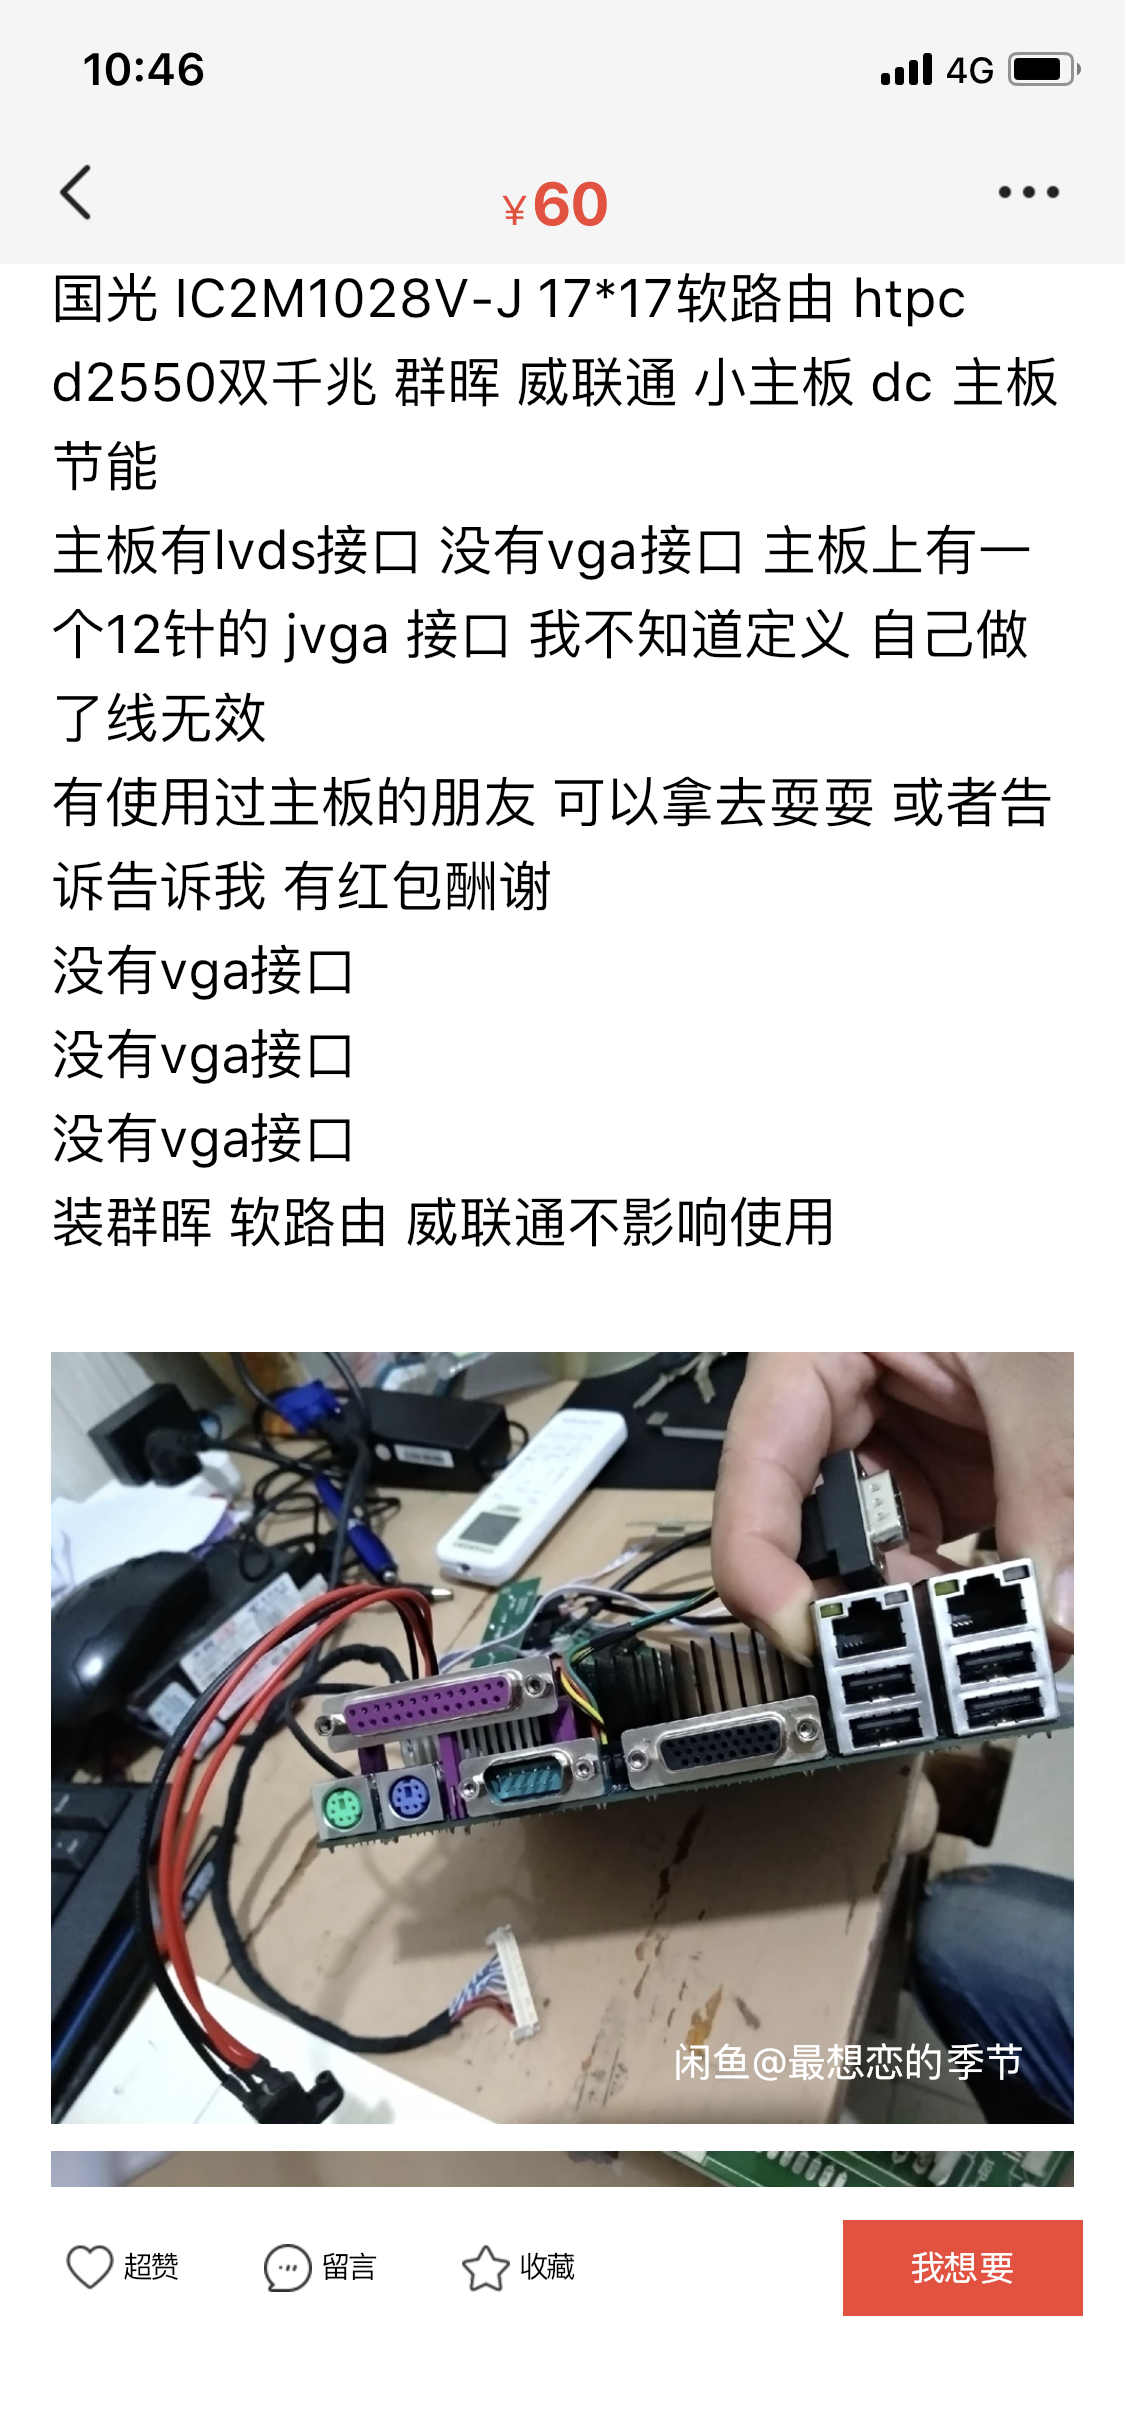 10:46
4G
¥60
国光 IC2M1028V-J 17*17软路由 htpc
d2550双千兆 群晖 威联通 小主板 dc 主板
节能
主板有lvds接口 没有vga接口 主板上有一
个12针的 jvga 接口 我不知道定义 自己做
了线无效
有使用过主板的朋友 可以拿去耍耍 或者告
诉告诉我 有红包酬谢
没有vga接口
没有vga接口
没有vga接口
装群晖 软路由 威联通不影响使用
闲鱼@最想恋的季节
超赞
留言
收藏
我想要